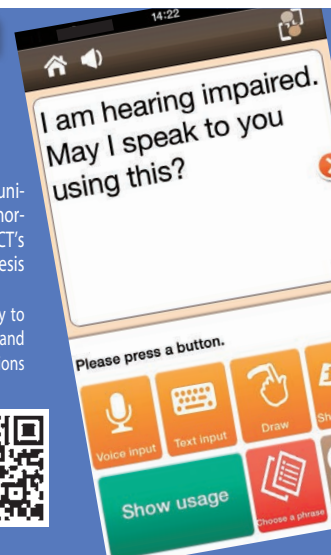 14:22
I am hearing impaired.
May I speak to you
using this?
Please press a button.
Voice input
Text input
Draw
Show usage
Choose a phrase